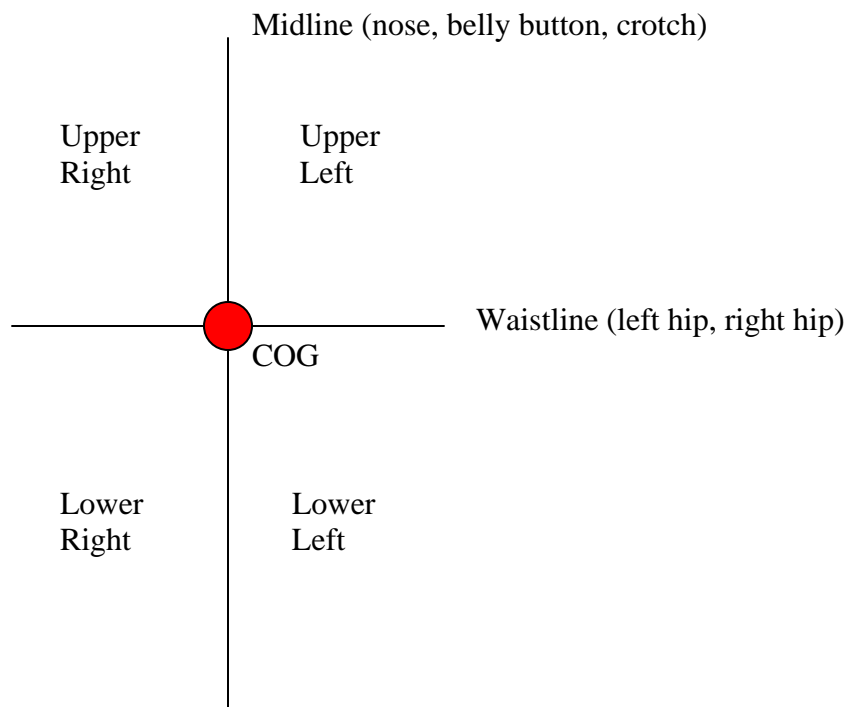 Midline (nose, belly button, crotch)
Upper
Right
Upper
Left
Waistline (left hip, right hip)
COG
Lower
Right
Lower
Left